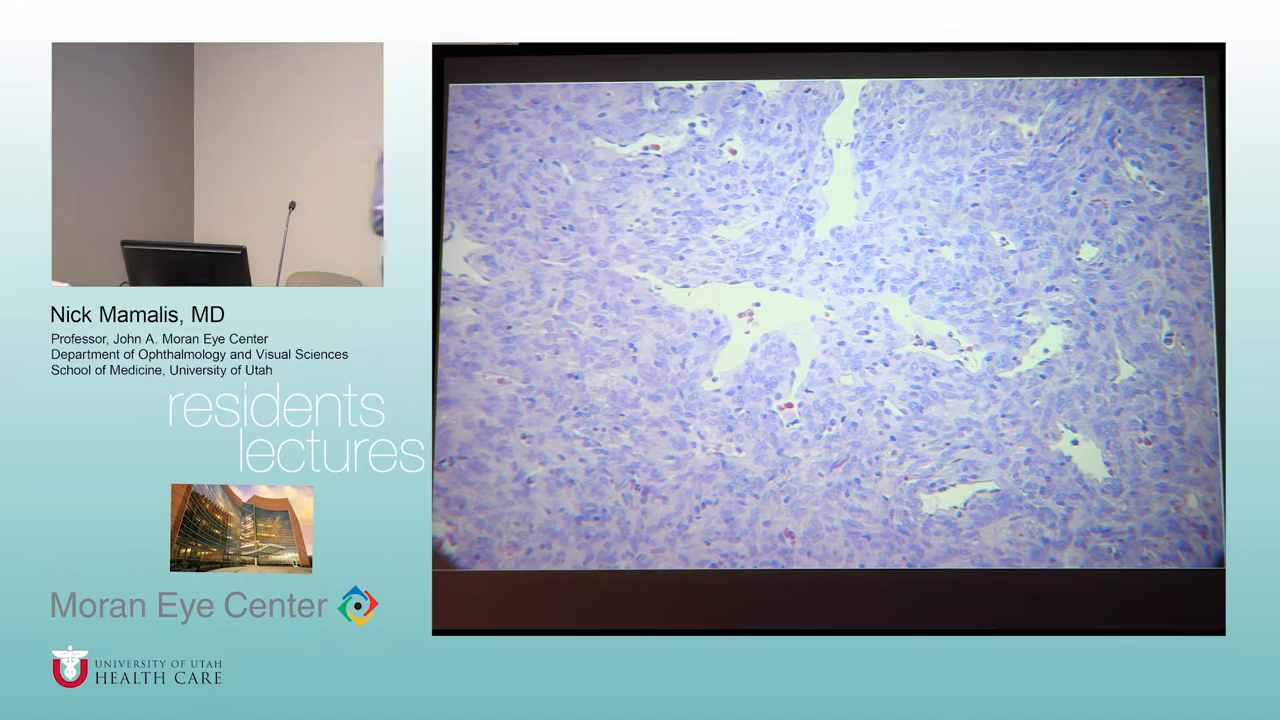 Nick Mamalis, MD
Professor, John A. Moran Eye Center
Department of Ophthalmology and Visual Sciences
School of Medicine, University of Utah
residents
lectures
Moran Eye Center
UNIVERSITY OF UTAH
HEALTH CARE